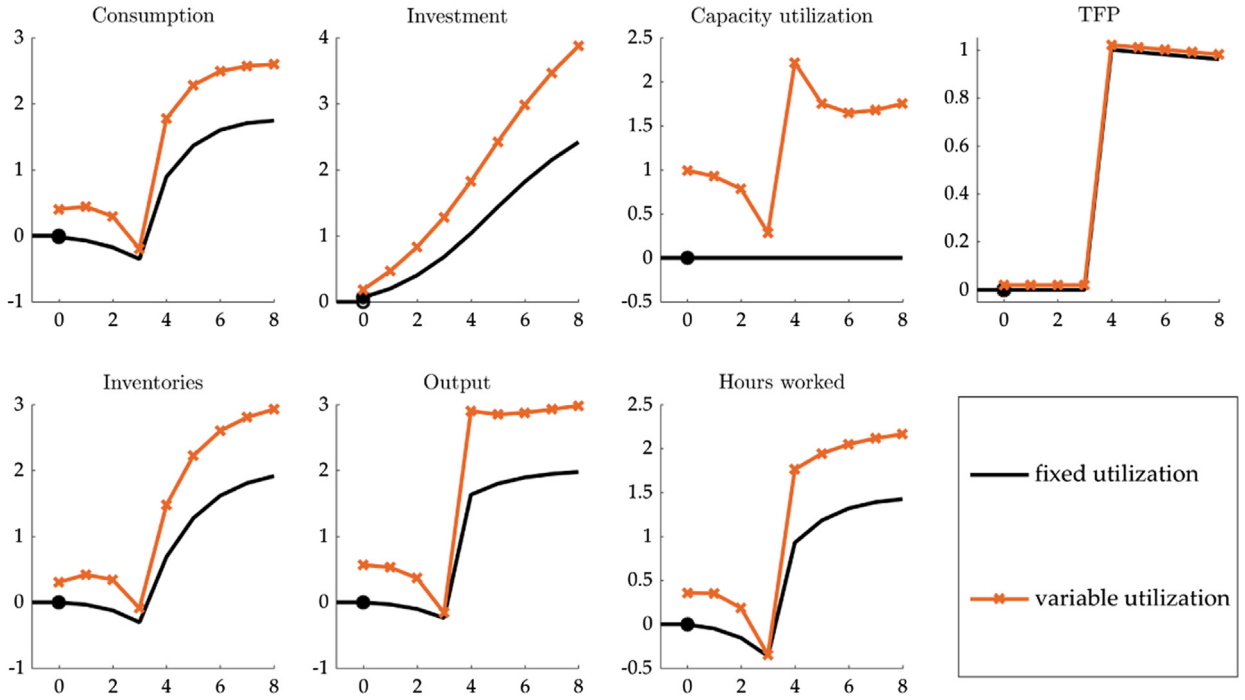 Consumption
3
2
1
0
-1
0 2 4 6 8
Investment
4
3
2
1
0
0 2 4 6 8
Capacity utilization
2.5
2
1.5
1
0.5
0
-0.5
0 2 4 6 8
TFP
1
0.8
0.6
0.4
0.2
0
0 2 4 6 8
Inventories
3
2
1
0
-1
0 2 4 6 8
Output
3
2
1
0
-1
0 2 4 6 8
Hours worked
2.5
2
1.5
1
0.5
0
-0.5
0 2 4 6 8
fixed utilization
variable utilization